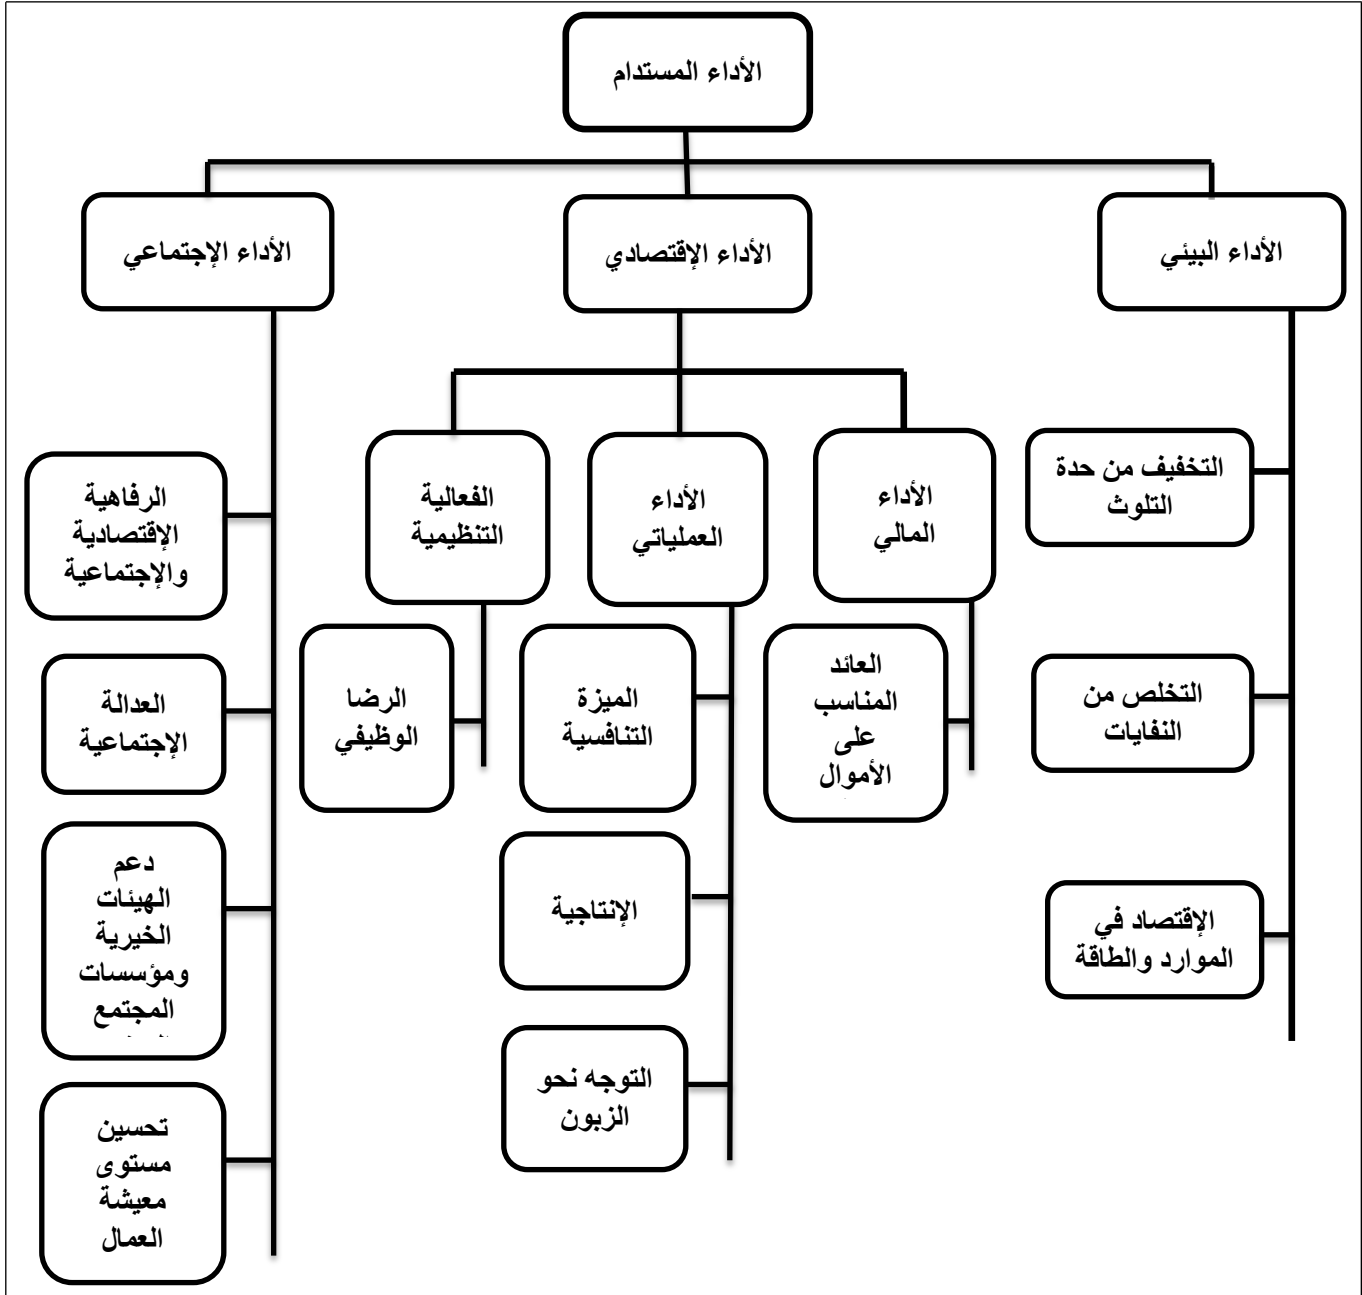 الأداء المستدام
الأداء البيئي
الأداء الإقتصادي
الأداء الإجتماعي
التخفيف من حدة
التلوث
التخلص من
النفايات
الإقتصاد في
الموارد والطاقة
الأداء
المالي
العائد
المناسب
على
الأموال
الأداء
العملياتي
الميزة
التنافسية
الإنتاجية
التوجه نحو
الزبون
الفعالية
التنظيمية
الرضا
الوظيفي
الرفاهية
الإقتصادية
والإجتماعية
العدالة
الإجتماعية
دعم
الهيئات
الخيرية
ومؤسسات
المجتمع
تحسين
مستوى
معيشة
العمال